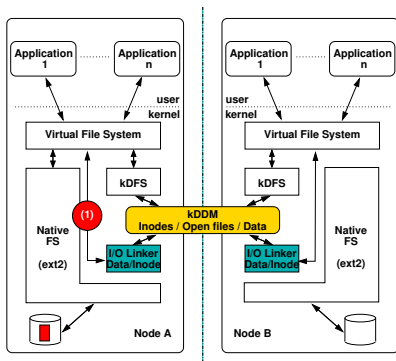 Application
1
Application
n
user
kernel
Virtual File System
kDFS
Native
FS
(ext2)
(1)
I/O Linker
Data/Inode
Node A
kDDM
Inodes / Open files / Data
Application
1
Application
n
user
kernel
Virtual File System
kDFS
Native
FS
(ext2)
I/O Linker
Data/Inode
Node B